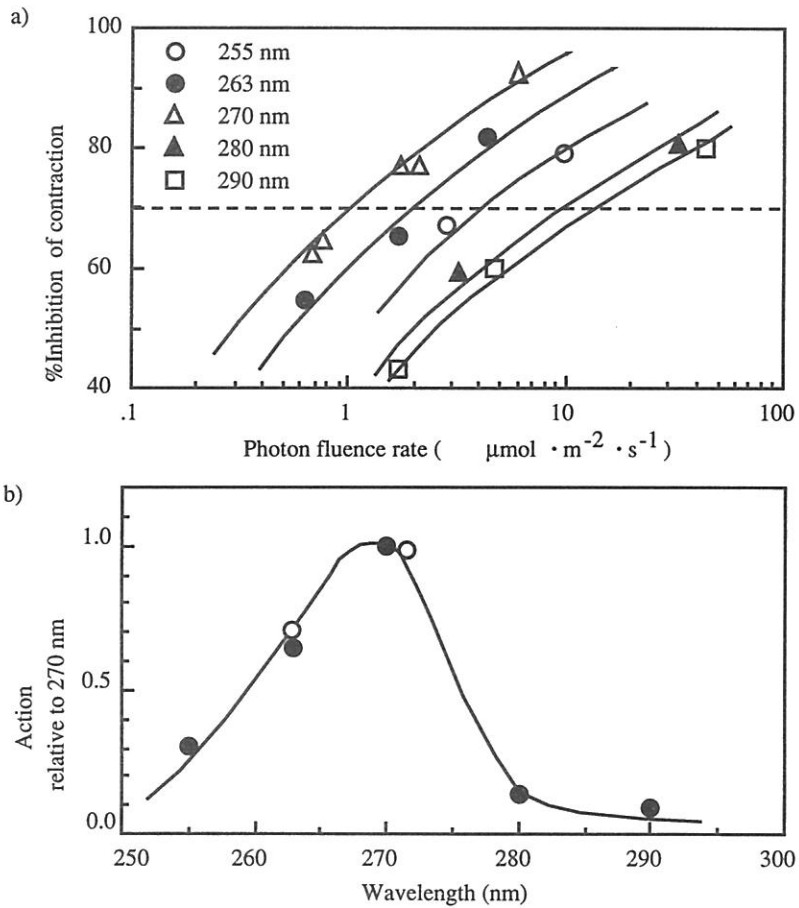 a)
100
255 nm
263 nm
270 nm
280 nm
290 nm
80
60
40
%Inhibition of contraction
.1 1 10 100
Photon fluence rate ( μmol · m-2 · s-1 )
b)
1.0
0.5
0.0
Action
relative to 270 nm
250 260 270 280 290 300
Wavelength (nm)